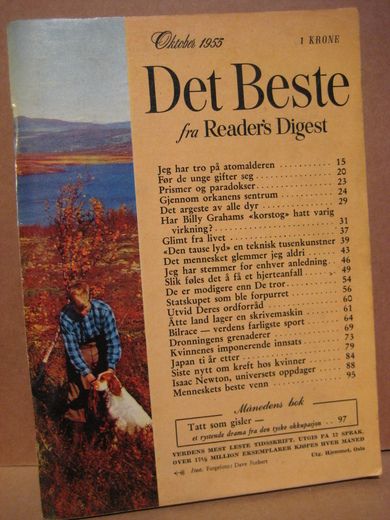 Oktober 1955
1 KRONE
Det Beste
fra Reader's Digest
Jeg har tro på atomalderen 15
Før de unge gifter seg 20
Prismer og paradokser 23
Gjennom orkanens sentrum 24
Det argeste av alle dyr 29
Har Billy Grahams «korstog» hatt varig
virkning? 31
Glimt fra livet 37
«Den tause lyd» en teknisk tusenkunstner 39
Det mennesket glemmer jeg aldri 43
Jeg har stemmer for enhver anledning 46
Slik føles det å få et hjerteanfall 49
De er modigere enn De tror 54
Statskupet som ble forpurret 56
Utvid Deres ordforråd 60
Åtte land lager en skrivemaskin 61
Bilrace — verdens farligste sport 64
Dronningens grenaderer 69
Kvinnenes imponerende innsats 73
Japan ti år etter 79
Siste nytt om kreft hos kvinner 84
Isaac Newton, universets oppdager 88
Menneskets beste venn 95
Månedens bok
Tatt som gisler — 97
et rystende drama fra den tyske okkupasjon
VERDENS MEST LESTE TIDSSKRIFT. UTGIS PÅ 12 SPRÅK.
OVER 17½ MILLION EKSEMPLARER KJØPES HVER MÅNED
Utg. Hjemmet, Oslo
Dave Forbert